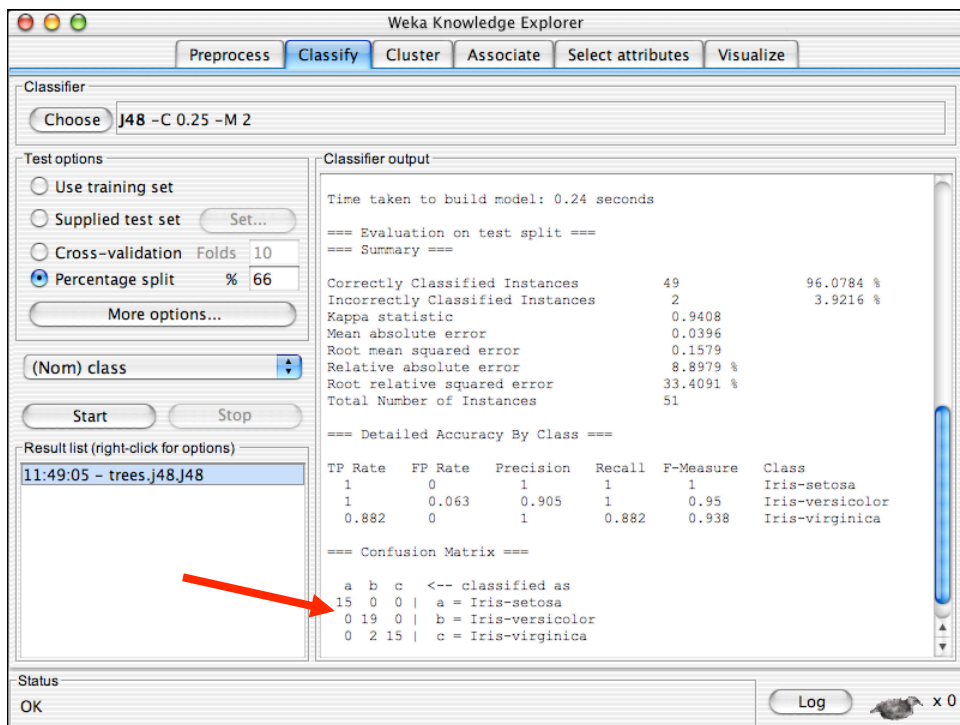 Weka Knowledge Explorer
Preprocess Classify Cluster Associate Select attributes Visualize
Classifier
Choose J48 -C 0.25 -M 2
Test options
Use training set
Supplied test set Set...
Cross-validation Folds 10
Percentage split % 66
More options...
(Nom) class
Start Stop
Result list (right-click for options)
11:49:05 - trees.j48.J48
Classifier output
Time taken to build model: 0.24 seconds
=== Evaluation on test split ===
=== Summary ===
Correctly Classified Instances 49 96.0784 %
Incorrectly Classified Instances 2 3.9216 %
Kappa statistic 0.9408
Mean absolute error 0.0396
Root mean squared error 0.1579
Relative absolute error 8.8979 %
Root relative squared error 33.4091 %
Total Number of Instances 51
=== Detailed Accuracy By Class ===
TP Rate FP Rate Precision Recall F-Measure Class
1 0 1 1 1 Iris-setosa
1 0.063 0.905 1 0.95 Iris-versicolor
0.882 0 1 0.882 0.938 Iris-virginica
=== Confusion Matrix ===
a b c <-- classified as
15 0 0 | a = Iris-setosa
0 19 0 | b = Iris-versicolor
0 2 15 | c = Iris-virginica
Status
OK
Log x 0